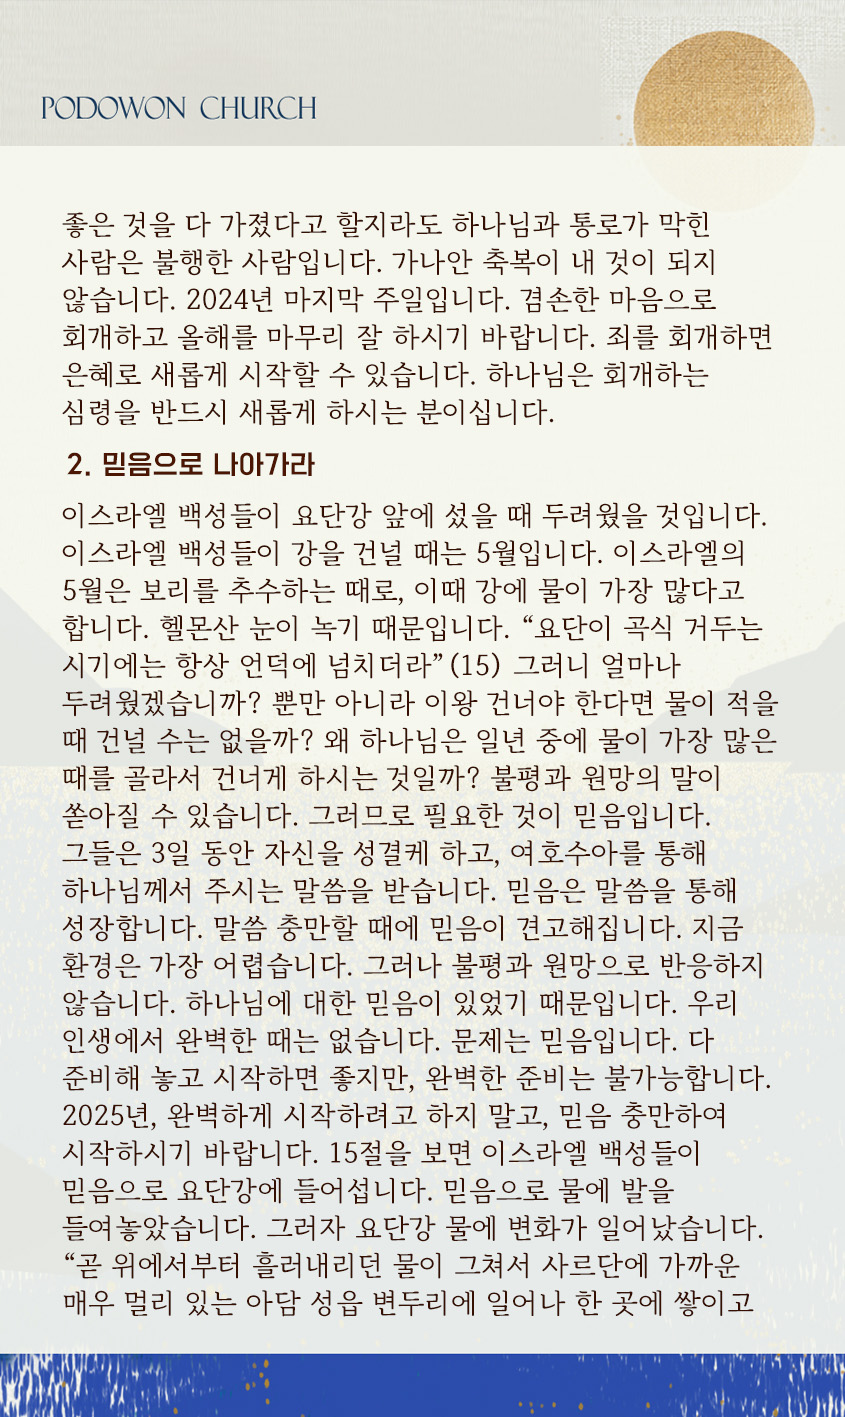 PODOWON CHURCH
좋은 것을 다 가졌다고 할지라도 하나님과 통로가 막힌
사람은 불행한 사람입니다. 가나안 축복이 내 것이 되지
않습니다. 2024년 마지막 주일입니다. 겸손한 마음으로
회개하고 올해를 마무리 잘 하시기 바랍니다. 죄를 회개하면
은혜로 새롭게 시작할 수 있습니다. 하나님은 회개하는
심령을 반드시 새롭게 하시는 분이십니다.
2. 믿음으로 나아가라
이스라엘 백성들이 요단강 앞에 섰을 때 두려웠을 것입니다.
이스라엘 백성들이 강을 건널 때는 5월입니다. 이스라엘의
5월은 보리를 추수하는 때로, 이때 강에 물이 가장 많다고
합니다. 헬몬산 눈이 녹기 때문입니다. “요단이 곡식 거두는
시기에는 항상 언덕에 넘치더라” (15) 그러니 얼마나
두려웠겠습니까? 뿐만 아니라 이왕 건너야 한다면 물이 적을
때 건널 수는 없을까? 왜 하나님은 일년 중에 물이 가장 많은
때를 골라서 건너게 하시는 것일까? 불평과 원망의 말이
쏟아질 수 있습니다. 그러므로 필요한 것이 믿음입니다.
그들은 3일 동안 자신을 성결케 하고, 여호수아를 통해
하나님께서 주시는 말씀을 받습니다. 믿음은 말씀을 통해
성장합니다. 말씀 충만할 때에 믿음이 견고해집니다. 지금
환경은 가장 어렵습니다. 그러나 불평과 원망으로 반응하지
않습니다. 하나님에 대한 믿음이 있었기 때문입니다. 우리
인생에서 완벽한 때는 없습니다. 문제는 믿음입니다. 다
준비해 놓고 시작하면 좋지만, 완벽한 준비는 불가능합니다.
2025년, 완벽하게 시작하려고 하지 말고, 믿음 충만하여
시작하시기 바랍니다. 15절을 보면 이스라엘 백성들이
믿음으로 요단강에 들어섭니다. 믿음으로 물에 발을
들여놓았습니다. 그러자 요단강 물에 변화가 일어났습니다.
“곧 위에서부터 흘러내리던 물이 그쳐서 사르단에 가까운
매우 멀리 있는 아담 성읍 변두리에 일어나 한 곳에 쌓이고